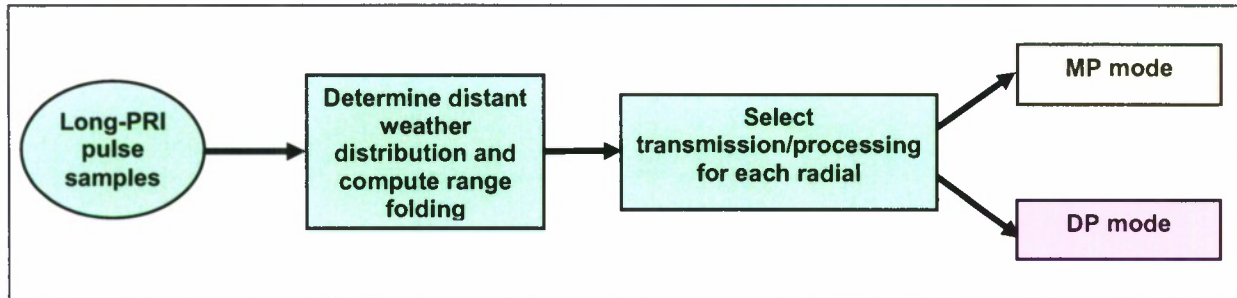 Long-PRI
pulse
samples
Determine distant
weather
distribution and
compute range
folding
Select
transmission/processing
for each radial
MP mode
DP mode